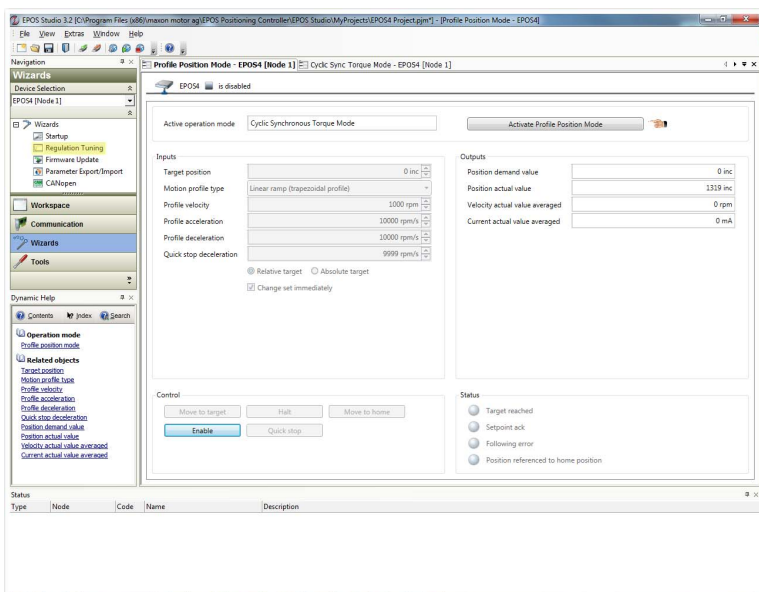 EPOS Studio 3.2 [C:\Program Files (x86)\maxon motor ag\EPOS Positioning Controller\EPOS Studio\MyProjects\EPOS4 Project.pjm*] - [Profile Position Mode - EPOS4]
File View Extras Window Help
Navigation
Wizards
Device Selection
EPOS4 [Node 1]
Wizards
Startup
Regulation Tuning
Firmware Update
Parameter Export/Import
CANopen
Workspace
Communication
Wizards
Tools
Dynamic Help
Contents Index Search
Operation mode
Profile position mode
Related objects
Target position
Motion profile type
Profile velocity
Profile acceleration
Profile deceleration
Quick stop deceleration
Position demand value
Position actual value
Velocity actual value averaged
Current actual value averaged
Profile Position Mode - EPOS4 [Node 1] Cyclic Sync Torque Mode - EPOS4 [Node 1]
EPOS4 is disabled
Active operation mode Cyclic Synchronous Torque Mode Activate Profile Position Mode
Inputs
Target position 0 inc
Motion profile type Linear ramp (trapezoidal profile)
Profile velocity 1000 rpm
Profile acceleration 10000 rpm/s
Profile deceleration 10000 rpm/s
Quick stop deceleration 9999 rpm/s
Relative target Absolute target
Change set immediately
Outputs
Position demand value 0 inc
Position actual value 1319 inc
Velocity actual value averaged 0 rpm
Current actual value averaged 0 mA
Control
Move to target Halt Move to home
Enable Quick stop
Status
Target reached
Setpoint ack
Following error
Position referenced to home position
Status
Type Node Code Name Description